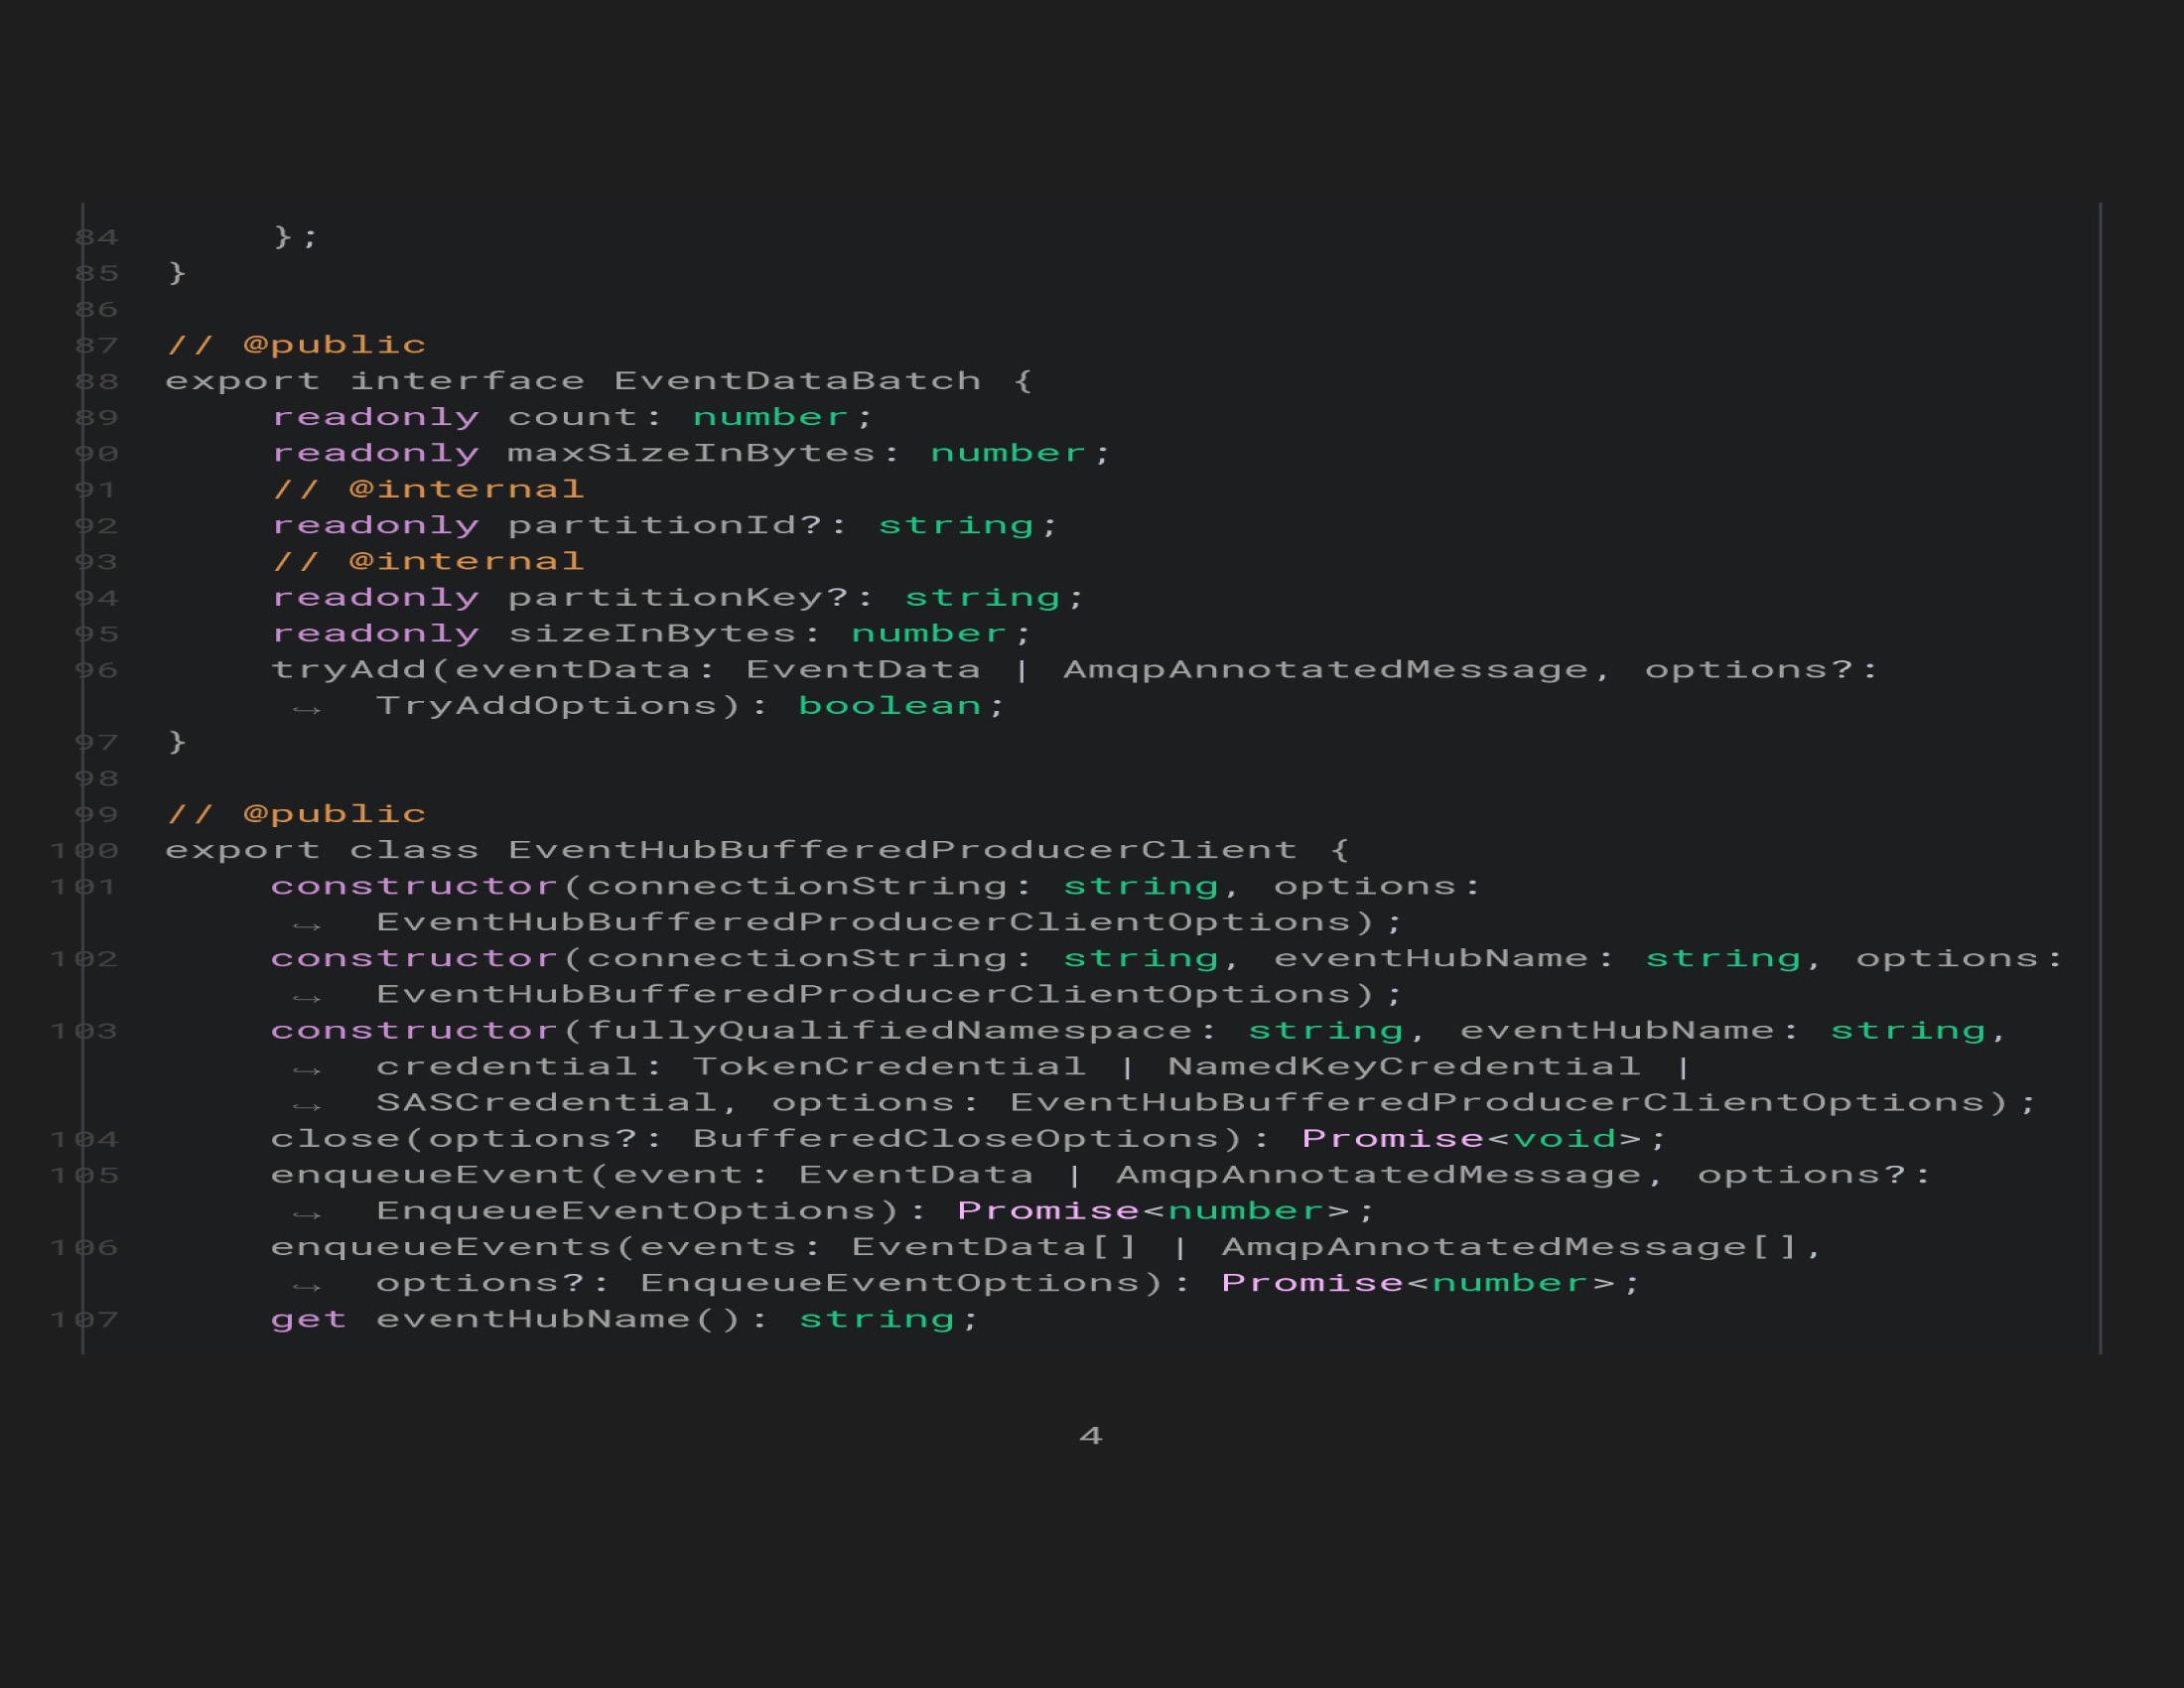 84 };
85 }
86
87 // @public
88 export interface EventDataBatch {
89 readonly count: number;
90 readonly maxSizeInBytes: number;
91 // @internal
92 readonly partitionId?: string;
93 // @internal
94 readonly partitionKey?: string;
95 readonly sizeInBytes: number;
96 tryAdd(eventData: EventData | AmqpAnnotatedMessage, options?:
↪ TryAddOptions): boolean;
97 }
98
99 // @public
100 export class EventHubBufferedProducerClient {
101 constructor(connectionString: string, options:
↪ EventHubBufferedProducerClientOptions);
102 constructor(connectionString: string, eventHubName: string, options:
↪ EventHubBufferedProducerClientOptions);
103 constructor(fullyQualifiedNamespace: string, eventHubName: string,
↪ credential: TokenCredential | NamedKeyCredential |
↪ SASCredential, options: EventHubBufferedProducerClientOptions);
104 close(options?: BufferedCloseOptions): Promise<void>;
105 enqueueEvent(event: EventData | AmqpAnnotatedMessage, options?:
↪ EnqueueEventOptions): Promise<number>;
106 enqueueEvents(events: EventData[] | AmqpAnnotatedMessage[],
↪ options?: EnqueueEventOptions): Promise<number>;
107 get eventHubName(): string;
4